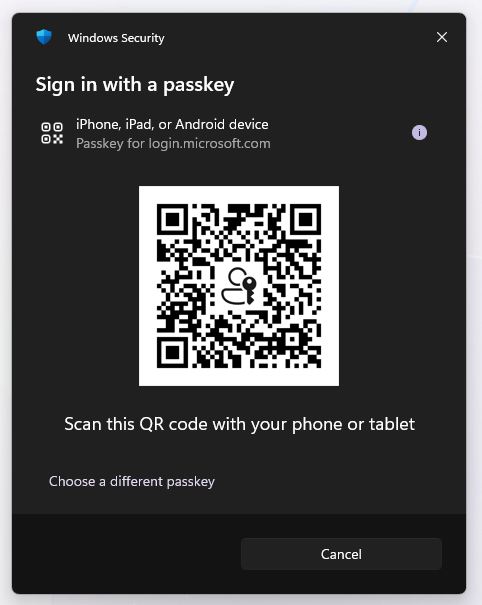 Windows Security
Sign in with a passkey
iPhone, iPad, or Android device
Passkey for login.microsoft.com
Scan this QR code with your phone or tablet
Choose a different passkey
Cancel